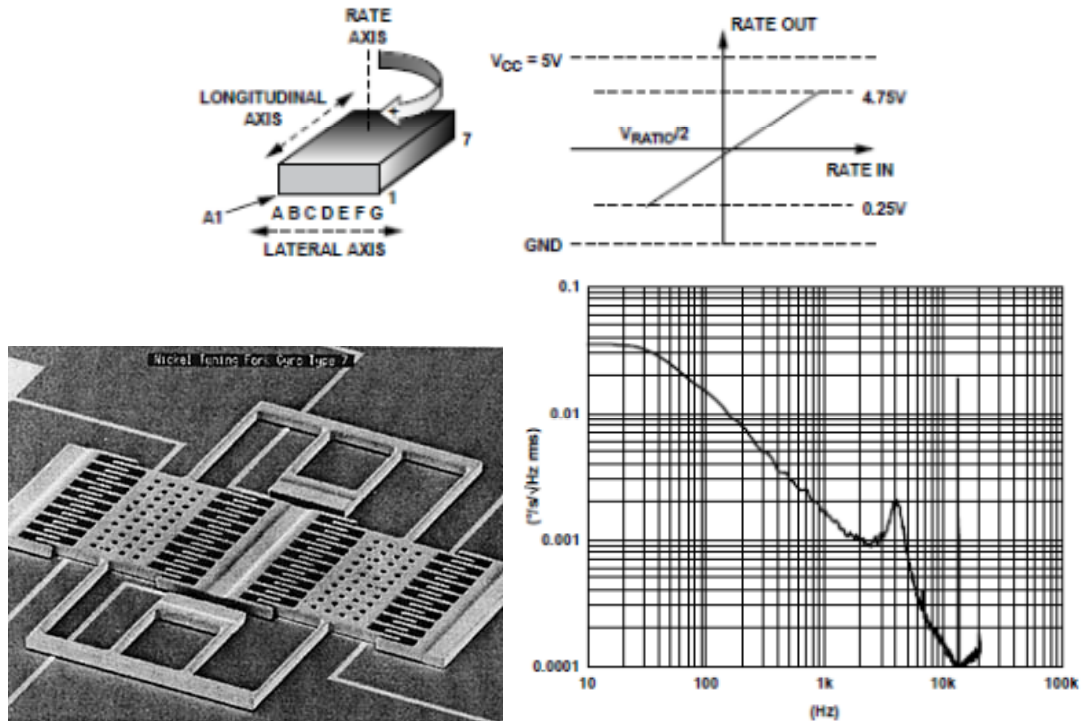 RATE
AXIS
LONGITUDINAL
AXIS
7
1
A1
A B C D E F G
LATERAL AXIS
RATE OUT
VCC = 5V
4.75V
VRATIO/2
RATE IN
0.25V
GND
Nickel Tuning Fork Gyro Type 7
0.1
0.01
0.001
0.0001
(°/s/√Hz rms)
10
100
1k
10k
100k
(Hz)